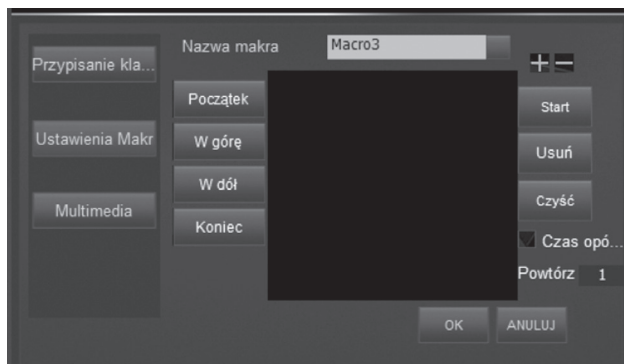 Nazwa makra Macro3
Przypisanie kla...
+ -
Początek
Start
Ustawienia Makr
W górę
Usuń
W dół
Czyść
Multimedia
Koniec
Czas opó...
Powtórz 1
OK ANULUJ